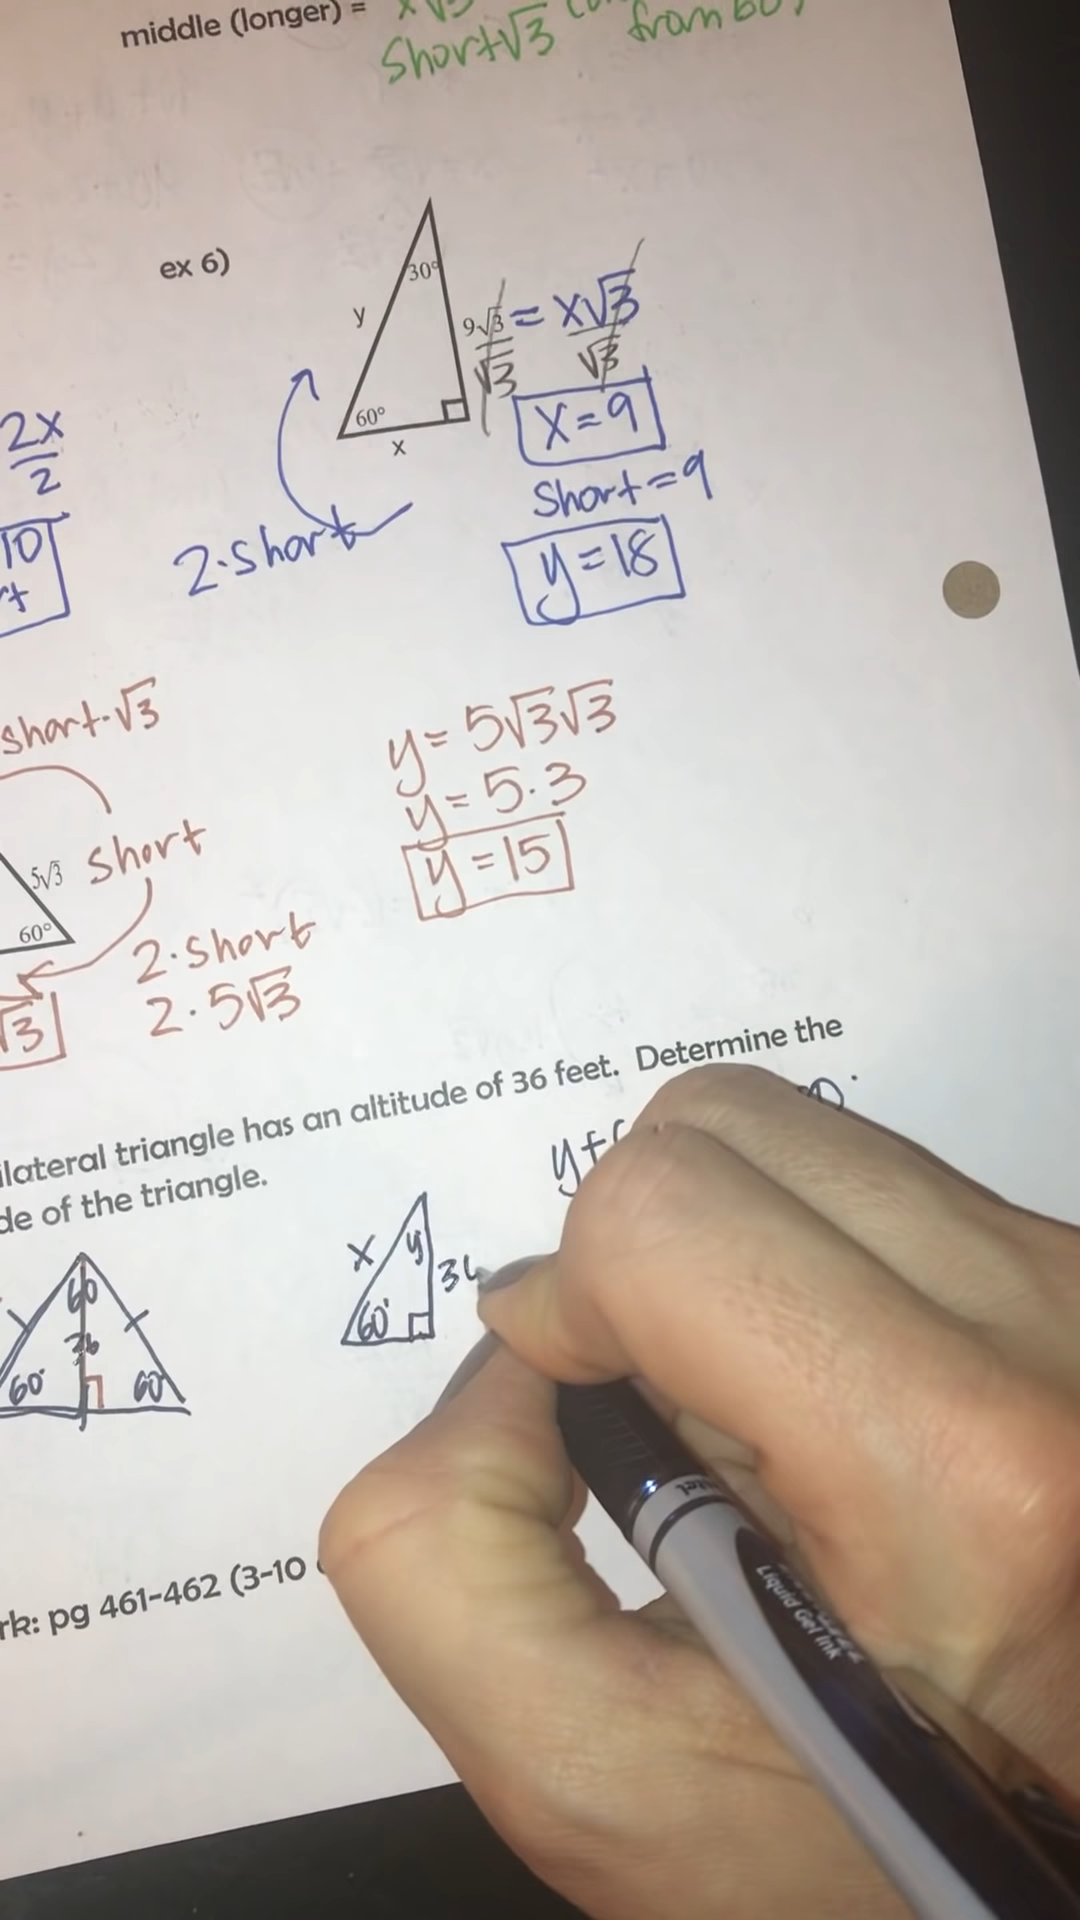 middle (longer) = x√3
short√3
from 60
ex 6)
30°
y
9√3 = x√3
√3 √3
60°
x
x=9
short=9
2·short
y=18
2x
2
10
short·√3
y= 5√3√3
y= 5·3
y=15
5√3
short
60°
2·short
2·5√3
√3
ilateral triangle has an altitude of 36 feet. Determine the
de of the triangle.
y+
x
y
36
60°
60
36
60°
60
rk: pg 461-462 (3-10
Liquid Gel Ink